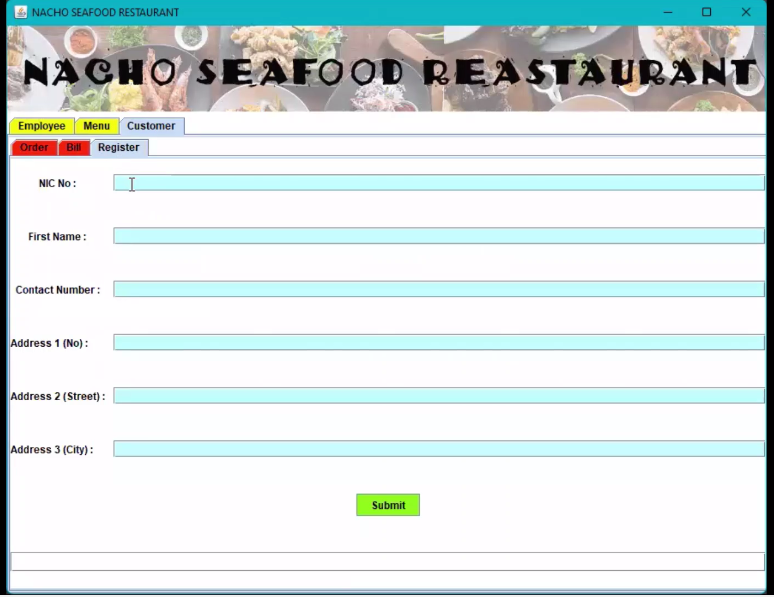 NACHO SEAFOOD RESTAURANT
NACHO SEAFOOD REASTAURANT
Employee Menu Customer
Order Bill Register
NIC No :
First Name :
Contact Number :
Address 1 (No) :
Address 2 (Street) :
Address 3 (City) :
Submit